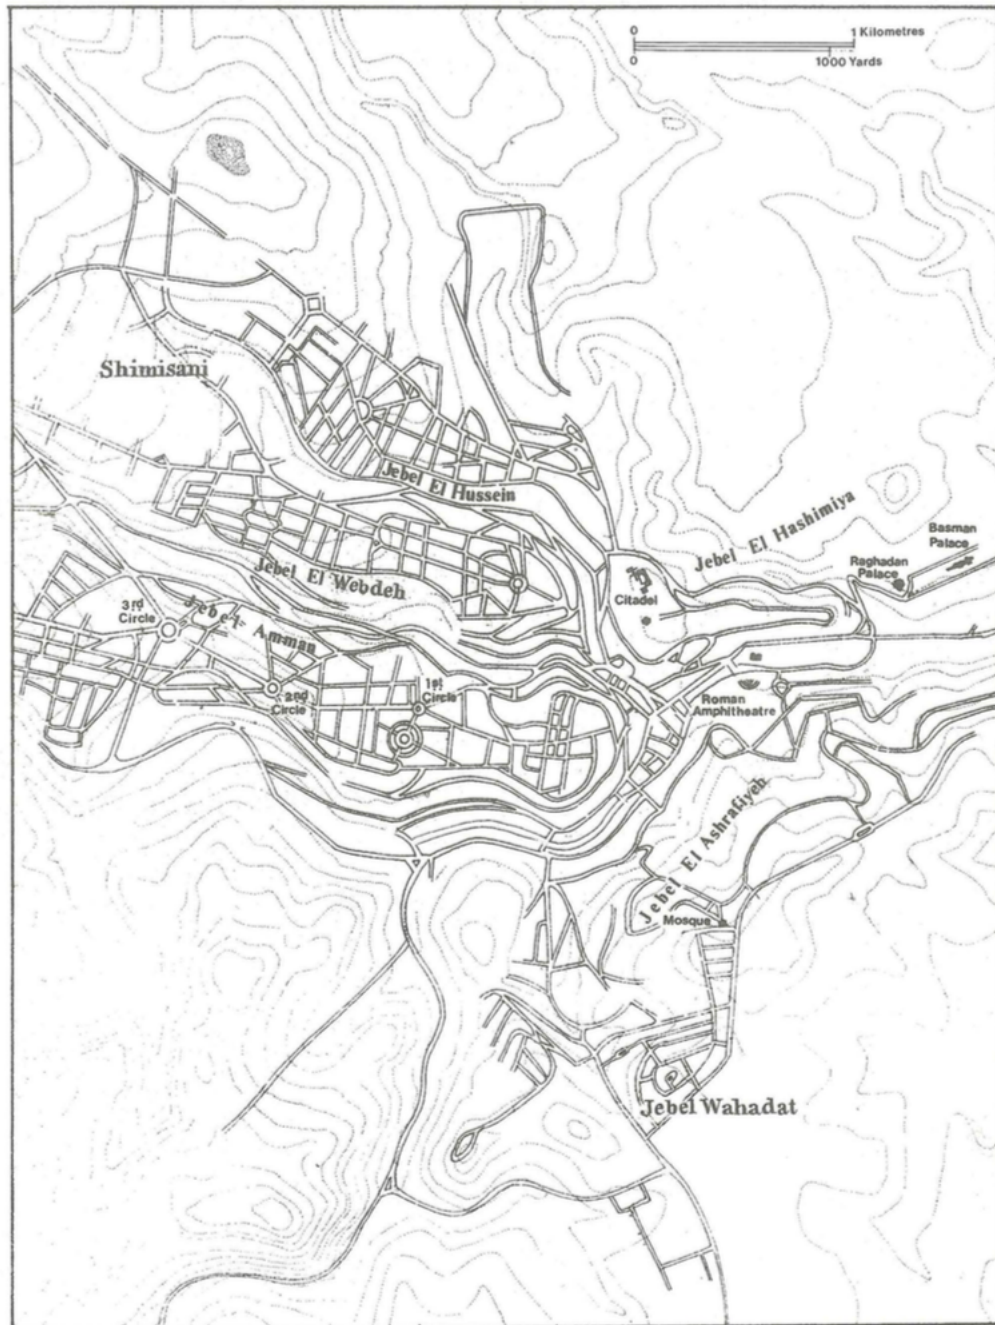 0 1 Kilometres
0 1000 Yards
Shimisani
Jebel El Hussein
Jebel El Hashimiya
Basman
Palace
Raghadan
Palace
Jebel El Webdeh
Citadel
3rd
Circle
Jebel Amman
2nd
Circle
1st
Circle
Roman
Amphitheatre
Jebel El Ashrafiyeh
Mosque
Jebel Wahadat